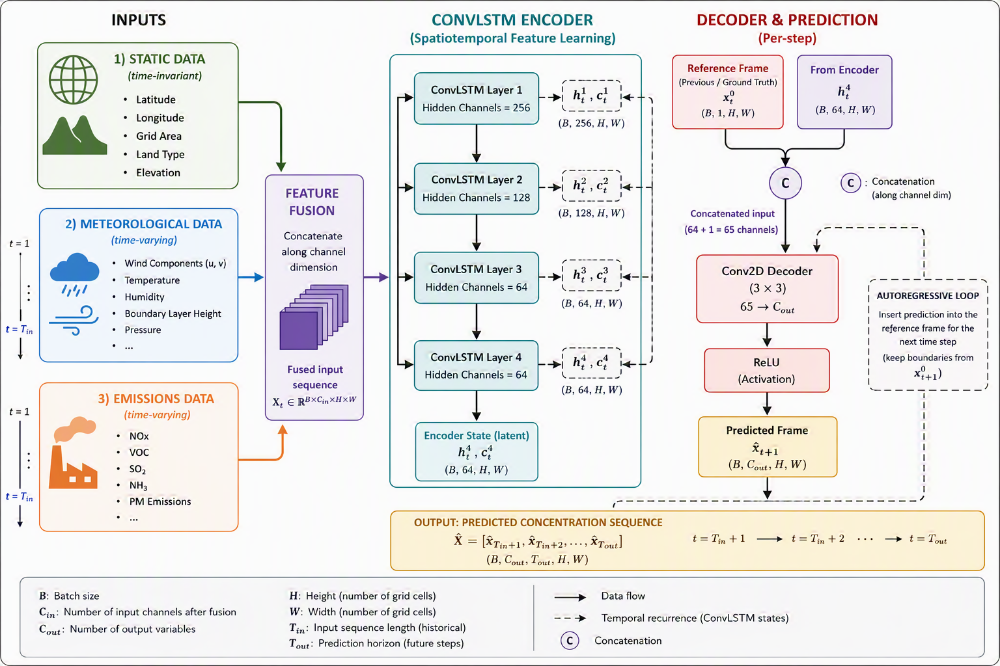 INPUTS
1) STATIC DATA
(time-invariant)
• Latitude
• Longitude
• Grid Area
• Land Type
• Elevation
2) METEOROLOGICAL DATA
(time-varying)
t = 1
⋮
t = T_in
• Wind Components (u, v)
• Temperature
• Humidity
• Boundary Layer Height
• Pressure
• ...
3) EMISSIONS DATA
(time-varying)
t = 1
⋮
t = T_in
• NOx
• VOC
• SO₂
• NH₃
• PM Emissions
• ...
FEATURE
FUSION
Concatenate
along channel
dimension
Fused input
sequence
X_t ∈ ℝ^{B×C_in×H×W}
CONVLSTM ENCODER
(Spatiotemporal Feature Learning)
ConvLSTM Layer 1
Hidden Channels = 256
h_t^1 , c_t^1
(B, 256, H, W)
ConvLSTM Layer 2
Hidden Channels = 128
h_t^2 , c_t^2
(B, 128, H, W)
ConvLSTM Layer 3
Hidden Channels = 64
h_t^3 , c_t^3
(B, 64, H, W)
ConvLSTM Layer 4
Hidden Channels = 64
h_t^4 , c_t^4
(B, 64, H, W)
Encoder State (latent)
h_t^4 , c_t^4
(B, 64, H, W)
DECODER & PREDICTION
(Per-step)
Reference Frame
(Previous / Ground Truth)
x_t^0
(B, 1, H, W)
From Encoder
h_t^4
(B, 64, H, W)
C
C : Concatenation
(along channel dim)
Concatenated input
(64 + 1 = 65 channels)
Conv2D Decoder
(3 × 3)
65 → C_out
ReLU
(Activation)
Predicted Frame
x̂_{t+1}
(B, C_out, H, W)
AUTOREGRESSIVE LOOP
Insert prediction into the
reference frame for the
next time step
(keep boundaries from
x_{t+1}^0)
OUTPUT: PREDICTED CONCENTRATION SEQUENCE
X̂ = [x̂_{T_in+1}, x̂_{T_in+2}, ..., x̂_{T_out}]
(B, C_out, T_out, H, W)
t = T_in + 1 → t = T_in + 2 ··· → t = T_out
B: Batch size
C_in: Number of input channels after fusion
C_out: Number of output variables
H: Height (number of grid cells)
W: Width (number of grid cells)
T_in: Input sequence length (historical)
T_out: Prediction horizon (future steps)
Data flow
Temporal recurrence (ConvLSTM states)
C Concatenation